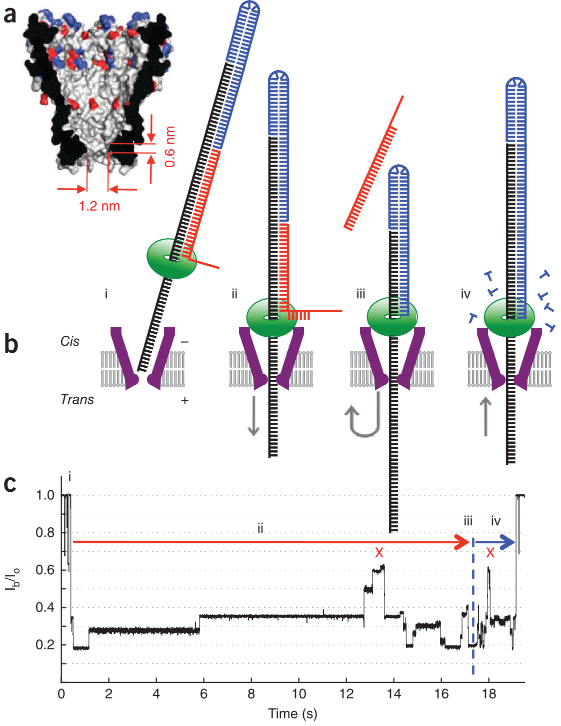 a
0.6 nm
1.2 nm
i
ii
iii
iv
b
Cis
–
Trans
+
c
i
ii
iii
iv
X
X
1.0
0.8
0.6
0.4
0.2
Ib/Io
0 2 4 6 8 10 12 14 16 18
Time (s)